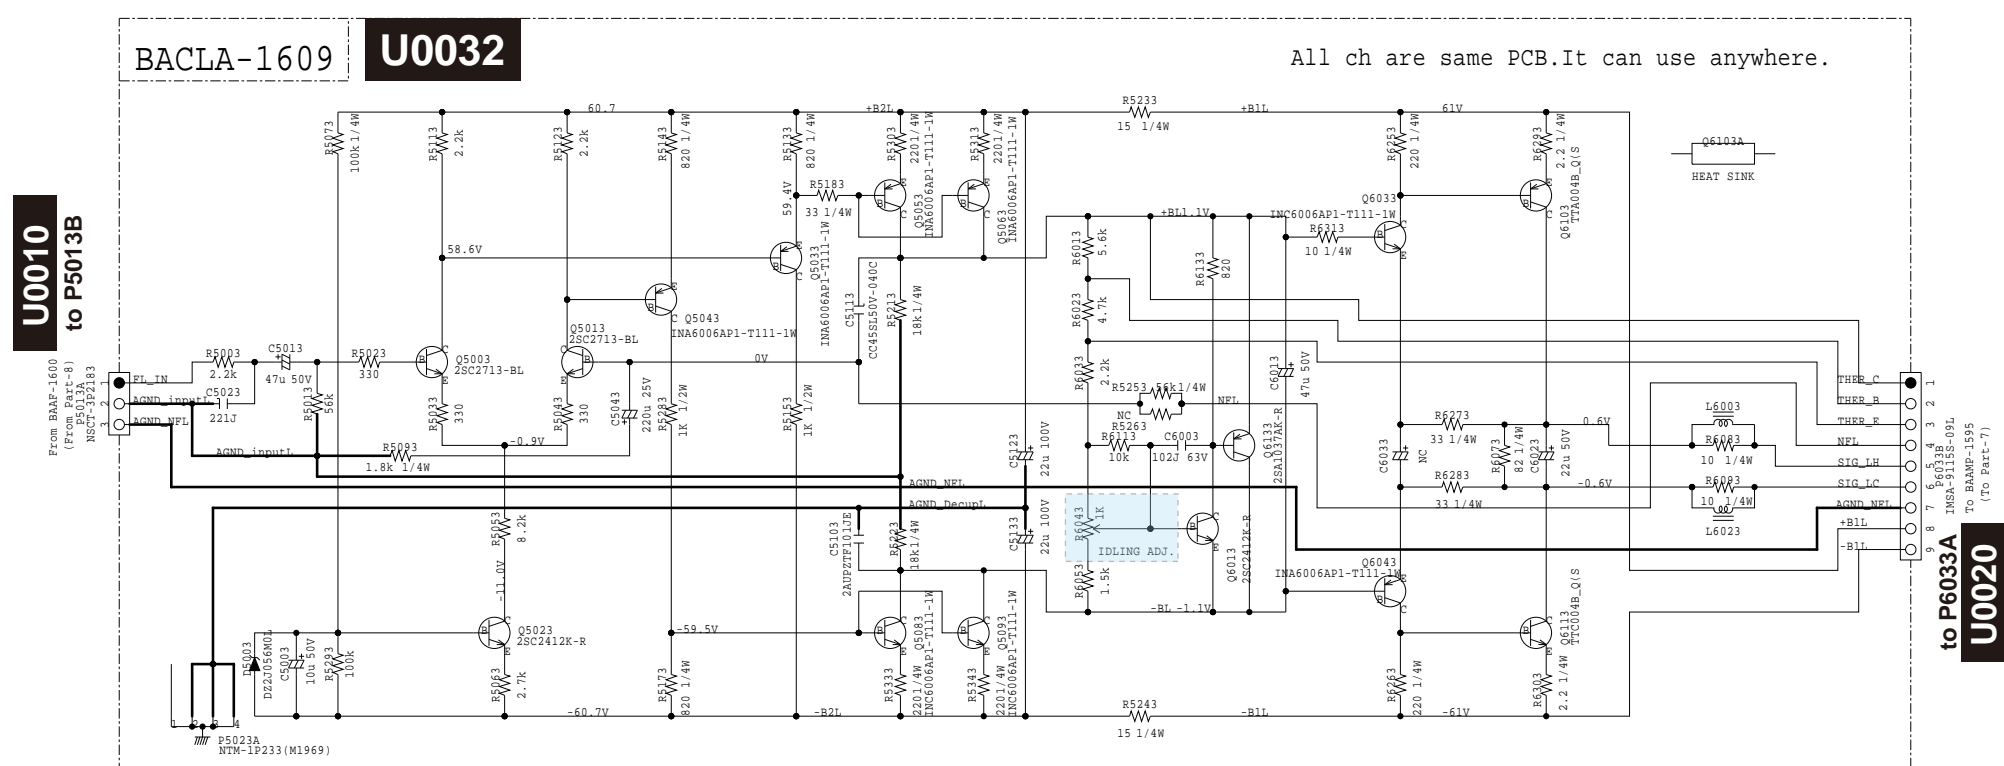 BACLA-1609
U0032
All ch are same PCB.It can use anywhere.
60.7
+B2L
R5233
15 1/4W
+B1L
61V
R5073
100k 1/4W
R5113
2.2k
R5123
2.2k
R5143
820 1/4W
R5133
820 1/4W
R5303
2201/4W
R5313
2201/4W
R6253
220 1/4W
R6293
2.2 1/4W
Q6103A
HEAT SINK
59.4V
R5183
33 1/4W
Q5053
INA6006AP1-T111-1W
Q5063
INA6006AP1-T111-1W
Q6033
INC6006AP1-T111-1W
R6313
10 1/4W
Q6103
TTA004B_Q(S
58.6V
Q5033
INA6006AP1-T111-1W
+BL1.1V
R6013
5.6k
R6133
820
R6023
4.7k
C5113
CC45SL50V-040C
R5213
18k1/4W
Q5043
INA6006AP1-T111-1W
Q5013
2SC2713-BL
Q5003
2SC2713-BL
0V
U0010
to P5013B
From BAAF-1600
(From Part-8)
P5013A
NSCT-3P2183
1
2
3
FL_IN
AGND_inputL
AGND_NFL
R5003
2.2k
C5013
47u 50V
C5023
221J
R5013
56k
R5023
330
R5033
330
R5043
330
C5043
220u 25V
R5283
1K 1/2W
R5153
1K 1/2W
-0.9V
AGND_inputL
R5093
1.8k 1/4W
R6033
2.2k
R5253 56k1/4W
NC
R5263
NFL
C6013
47u 50V
R6113
10k
C6003
102J 63V
Q6133
2SA1037AK-R
C5123
22u 100V
C6033
NC
R6273
33 1/4W
R6283
33 1/4W
R6073
82 1/4W
C6023
22u 50V
0.6V
-0.6V
L6003
R6083
10 1/4W
R6093
10 1/4W
L6023
THER_C
THER_B
THER_E
NFL
SIG_LH
SIG_LC
AGND_NFL
+B1L
-B1L
1
2
3
4
5
6
7
8
9
P6033B
IMSA-9115S-09L
To BAAMP-1595
(To Part-7)
to P6033A
U0020
AGND_NFL
AGND_DecupL
R5053
8.2k
-11.0V
C5103
2AUPZTF101JE
R5223
18k1/4W
C5133
22u 100V
R6043
1K
IDLING ADJ.
Q6013
2SC2412K-R
R6053
1.5k
-BL -1.1V
Q6043
INA6006AP1-T111-1W
Q6113
TTC004B_Q(S
Q5023
2SC2412K-R
-59.5V
Q5083
INC6006AP1-T111-1W
Q5093
INC6006AP1-T111-1W
D5003
DZ2J056M0L
C5003
10u 50V
R5293
100k
R5063
2.7k
R5173
820 1/4W
R5333
2201/4W
R5343
2201/4W
R6263
220 1/4W
R6303
2.2 1/4W
-60.7V
-B2L
R5243
15 1/4W
-B1L
-61V
1 2 3 4
P5023A
NTM-1P233(M1969)